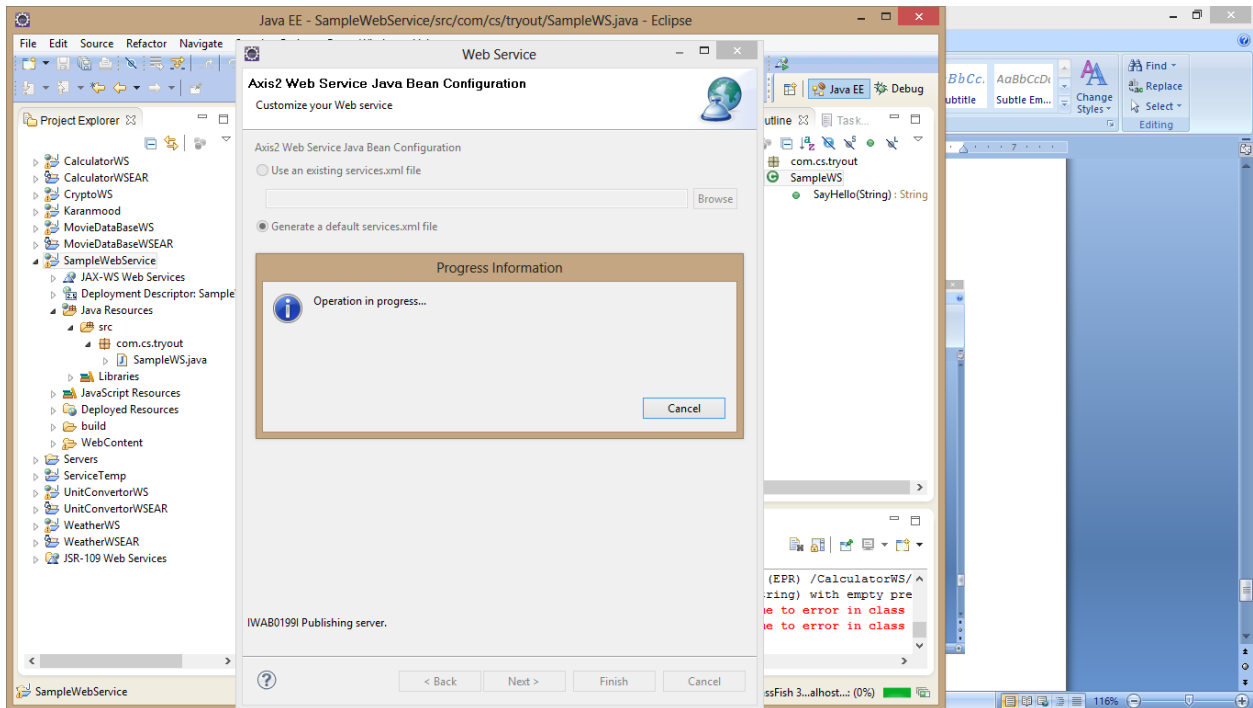 Java EE - SampleWebService/src/com/cs/tryout/SampleWS.java - Eclipse
File Edit Source Refactor Navigate
Java EE
Debug
Project Explorer
CalculatorWS
CalculatorWSEAR
CryptoWS
Karanmood
MovieDataBaseWS
MovieDataBaseWSEAR
SampleWebService
JAX-WS Web Services
Deployment Descriptor: Sample
Java Resources
src
com.cs.tryout
SampleWS.java
Libraries
JavaScript Resources
Deployed Resources
build
WebContent
Servers
ServiceTemp
UnitConvertorWS
UnitConvertorWSEAR
WeatherWS
WeatherWSEAR
JSR-109 Web Services
SampleWebService
Web Service
Axis2 Web Service Java Bean Configuration
Customize your Web service
Axis2 Web Service Java Bean Configuration
Use an existing services.xml file
Browse
Generate a default services.xml file
Progress Information
Operation in progress...
Cancel
IWAB0199I Publishing server.
< Back Next > Finish Cancel
utline Task...
com.cs.tryout
SampleWS
SayHello(String) : String
(EPR) /CalculatorWS/
ring) with empty pre
e to error in class
e to error in class
ssFish 3...alhost...: (0%)
BbCc. AaBbCcDı
ubtitle Subtle Em...
Change
Styles
Find
Replace
Select
Editing
7
116%